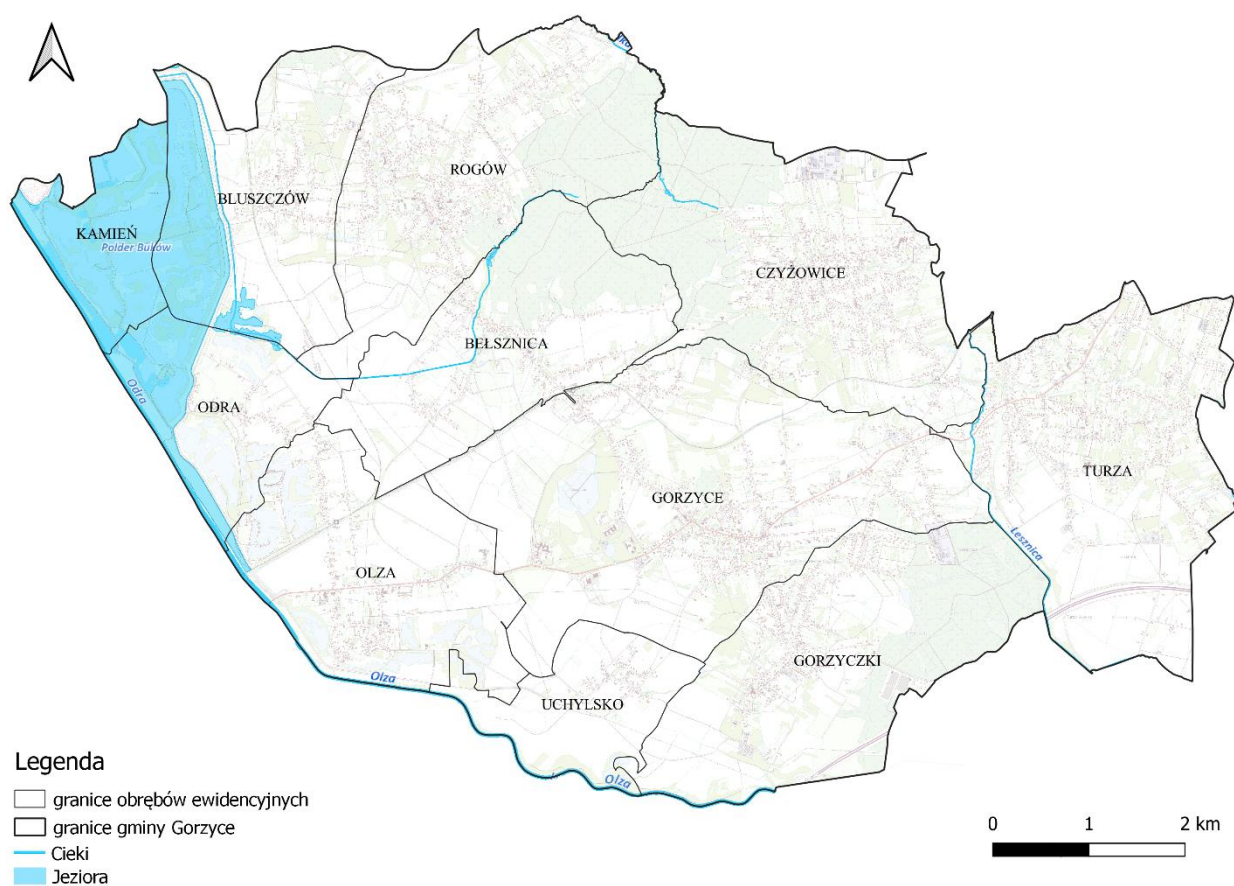 ROGÓW
BLUSZCZÓW
KAMIEŃ
Polder Buków
CZYŻOWICE
BEŁSZNICA
Odra
ODRA
TURZA
GORZYCE
Lesznica
OLZA
GORZYCZKI
Olza
UCHYLSKO
Olza
Legenda
granice obrębów ewidencyjnych
granice gminy Gorzyce
Cieki
Jeziora
0 1 2 km